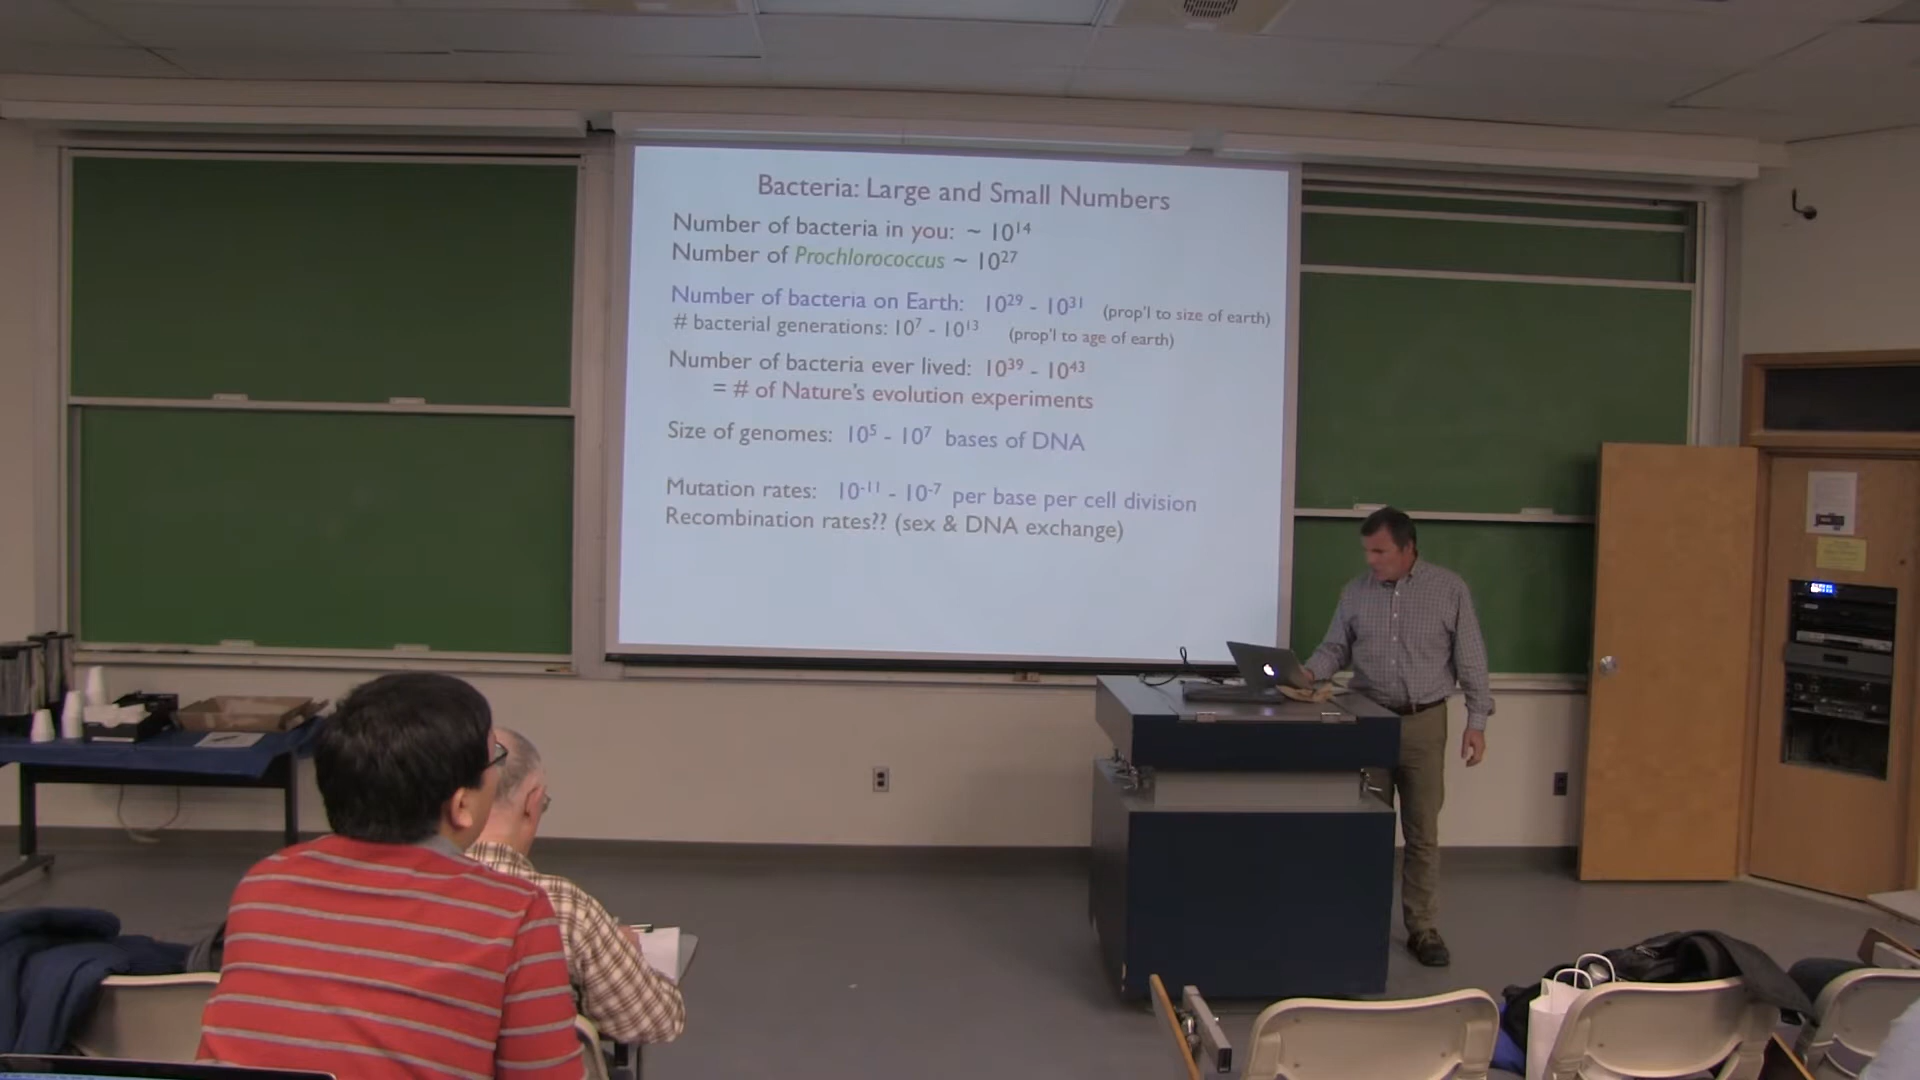 Bacteria: Large and Small Numbers
Number of bacteria in you: ~ 10¹⁴
Number of Prochlorococcus ~ 10²⁷
Number of bacteria on Earth: 10²⁹ - 10³¹ (prop'l to size of earth)
# bacterial generations: 10⁷ - 10¹³ (prop'l to age of earth)
Number of bacteria ever lived: 10³⁹ - 10⁴³
= # of Nature's evolution experiments
Size of genomes: 10⁵ - 10⁷ bases of DNA
Mutation rates: 10⁻¹¹ - 10⁻⁷ per base per cell division
Recombination rates?? (sex & DNA exchange)